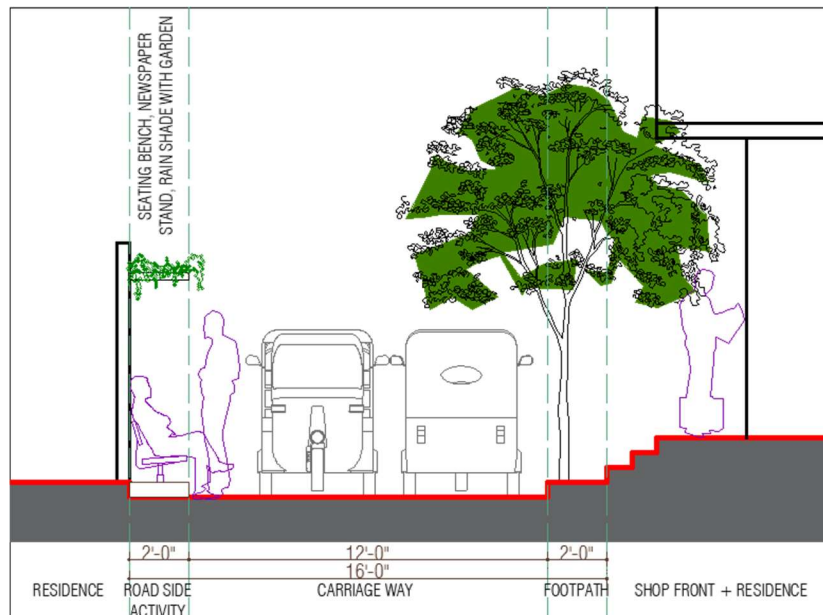 SEATING BENCH, NEWSPAPER
STAND, RAIN SHADE WITH GARDEN
2'-0"
12'-0"
2'-0"
16'-0"
RESIDENCE
ROAD SIDE
ACTIVITY
CARRIAGE WAY
FOOTPATH
SHOP FRONT + RESIDENCE